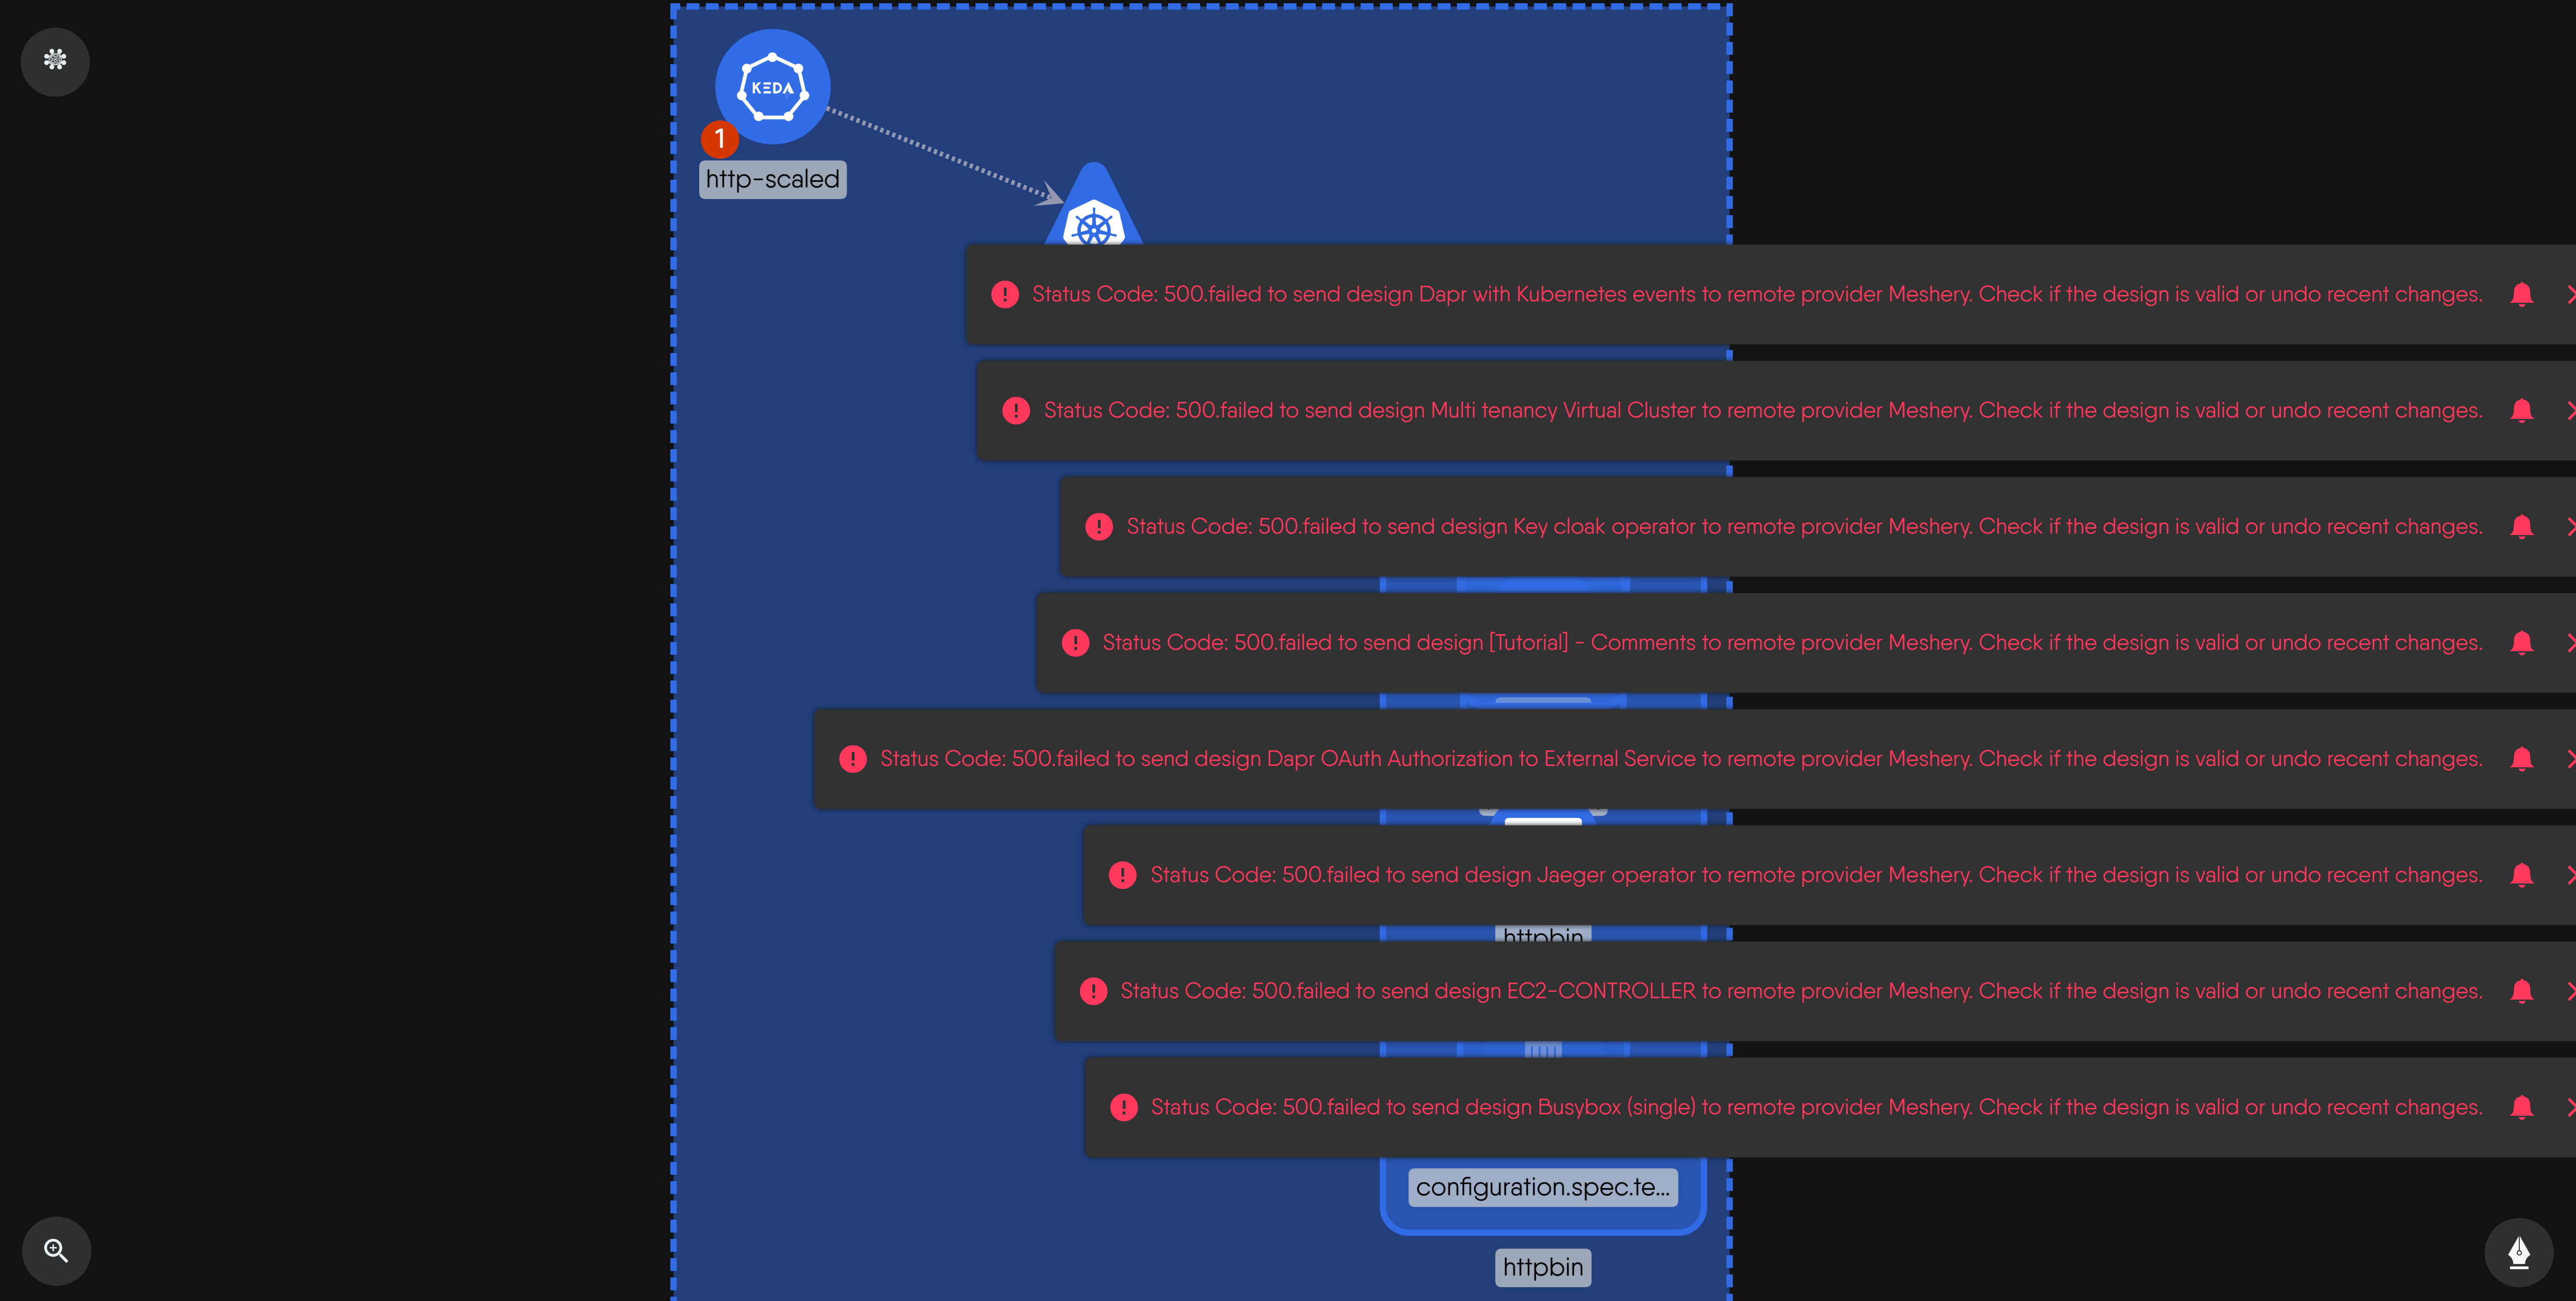 KEDA
1
http-scaled
Status Code: 500.failed to send design Dapr with Kubernetes events to remote provider Meshery. Check if the design is valid or undo recent changes.
Status Code: 500.failed to send design Multi tenancy Virtual Cluster to remote provider Meshery. Check if the design is valid or undo recent changes.
Status Code: 500.failed to send design Key cloak operator to remote provider Meshery. Check if the design is valid or undo recent changes.
Status Code: 500.failed to send design [Tutorial] - Comments to remote provider Meshery. Check if the design is valid or undo recent changes.
Status Code: 500.failed to send design Dapr OAuth Authorization to External Service to remote provider Meshery. Check if the design is valid or undo recent changes.
Status Code: 500.failed to send design Jaeger operator to remote provider Meshery. Check if the design is valid or undo recent changes.
httpbin
Status Code: 500.failed to send design EC2-CONTROLLER to remote provider Meshery. Check if the design is valid or undo recent changes.
Status Code: 500.failed to send design Busybox (single) to remote provider Meshery. Check if the design is valid or undo recent changes.
configuration.spec.te...
httpbin